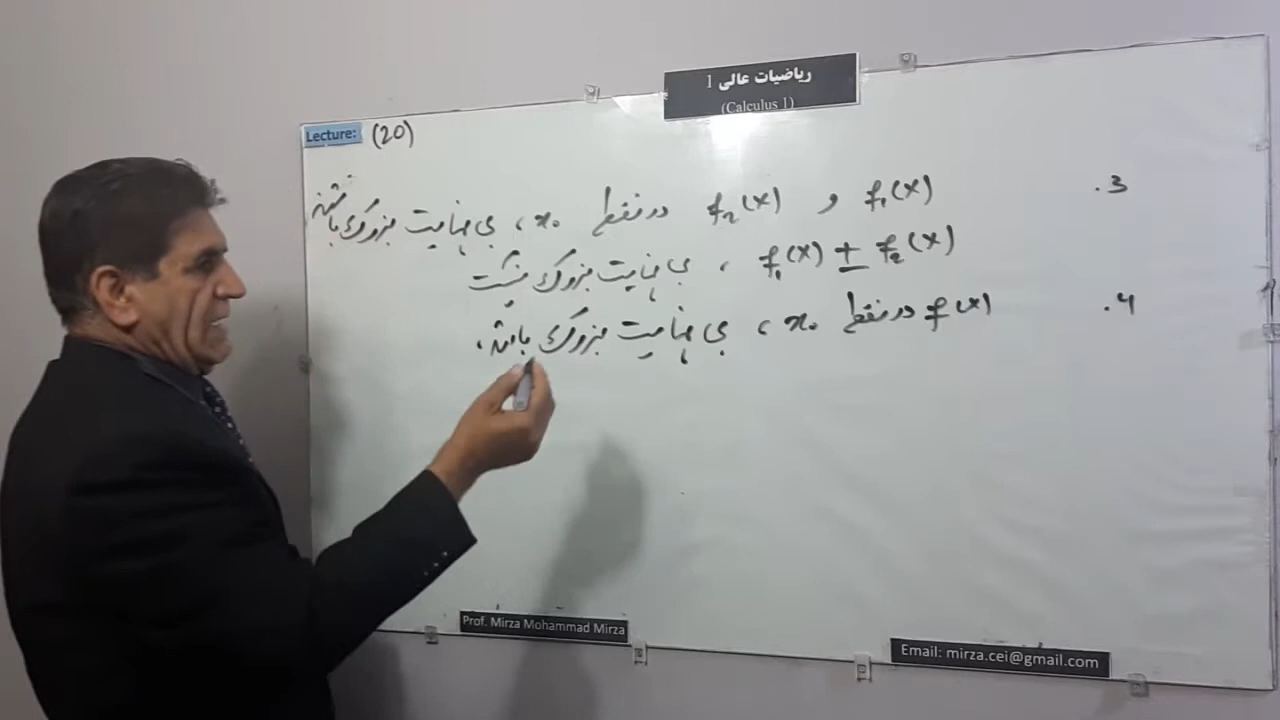 ریاضیات عالی 1
(Calculus 1)
Lecture: (20)
.3 f₁(x) و f₂(x) در نقطه x₀ ، بی نهایت بزرگ باشند
f₁(x) ± f₂(x) ، بی نهایت بزرگ نیست
.4 f(x) در نقطه x₀ ، بی نهایت بزرگ باشد ،
Prof. Mirza Mohammad Mirza
Email: mirza.cei@gmail.com